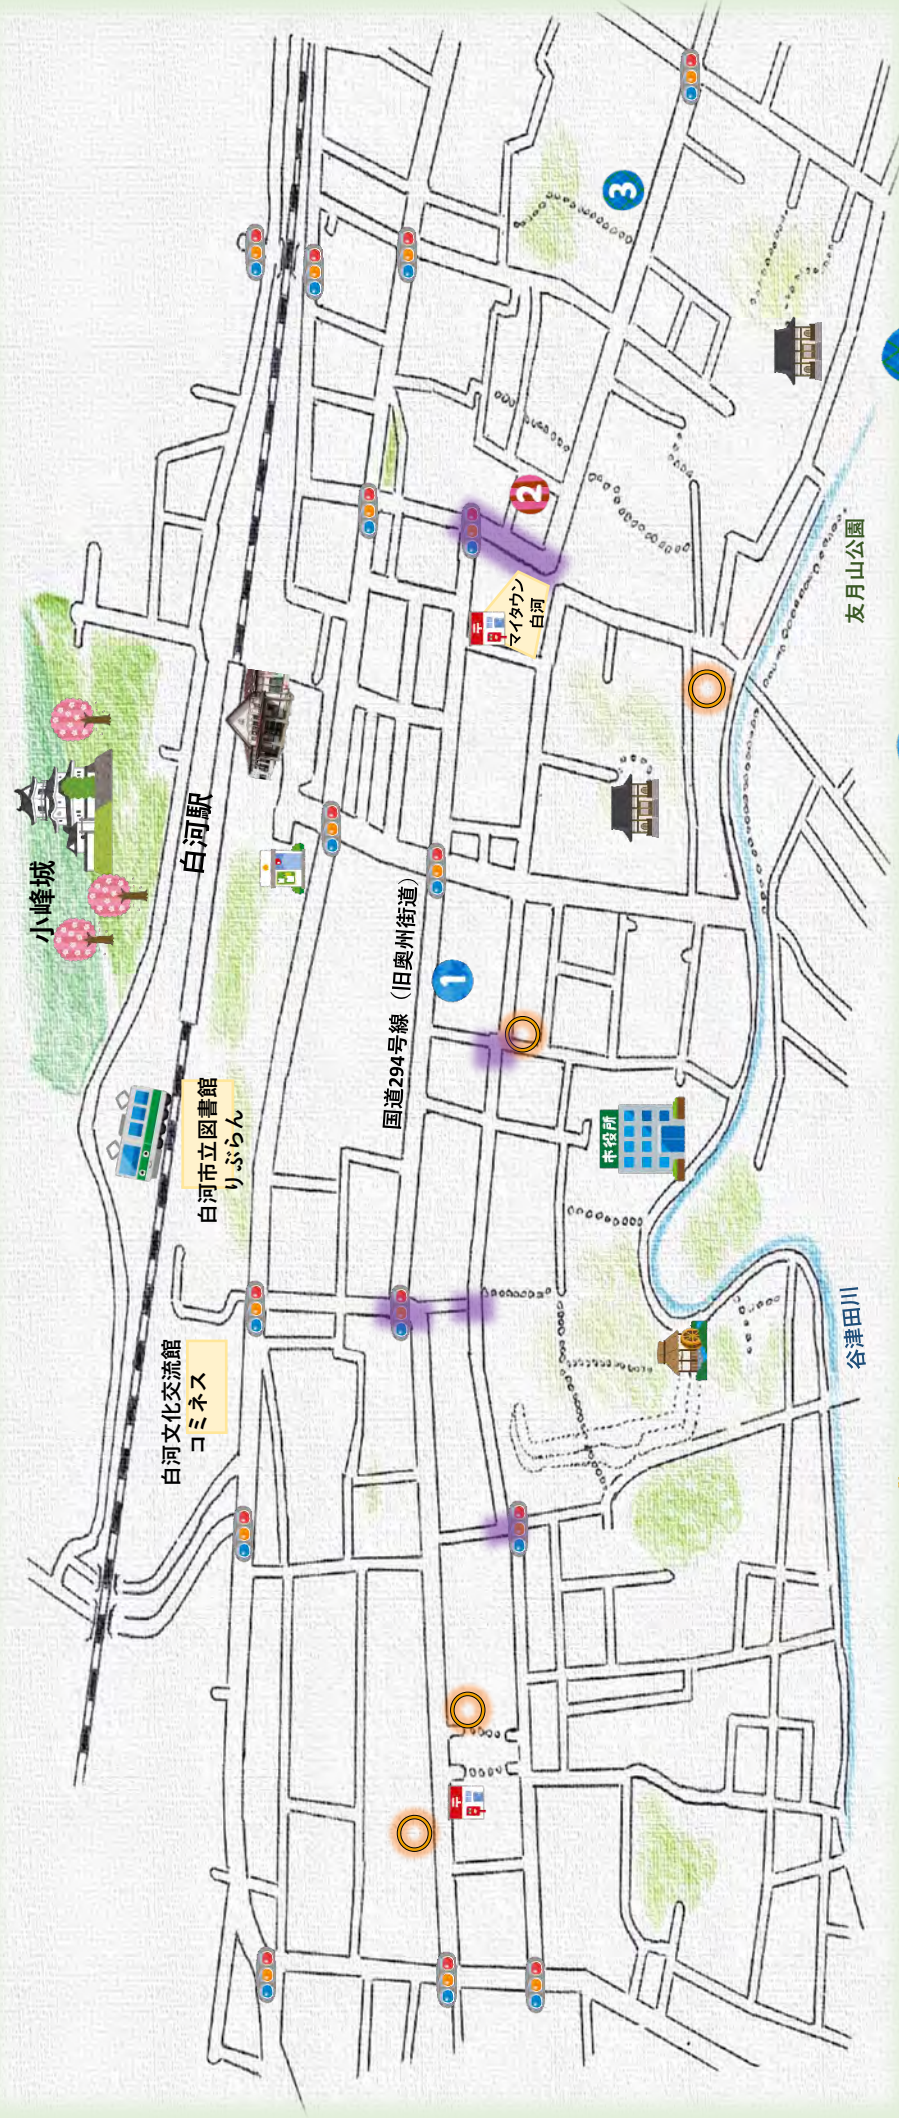 小峰城
白河駅
白河市立図書館
りぶらん
白河文化交流館
コミネス
国道294号線（旧奥州街道）
1
2
3
マイタウン
白河
市役所
友月山公園
谷津田川
〒
〒